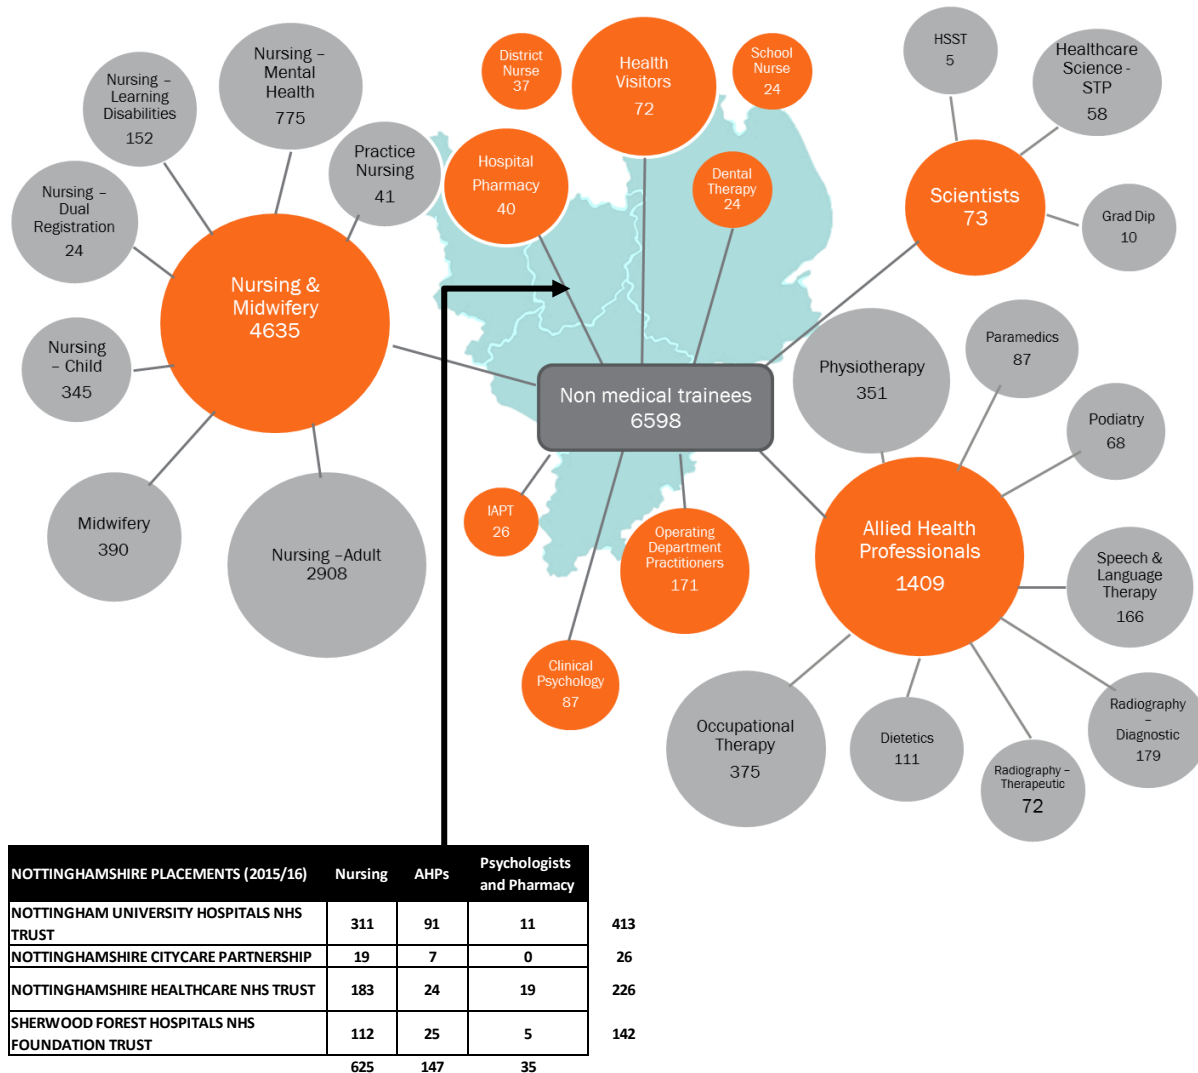 Nursing –
Mental
Health
775
Nursing –
Learning
Disabilities
152
Practice
Nursing
41
Nursing –
Dual
Registration
24
Nursing &
Midwifery
4635
Nursing
– Child
345
Midwifery
390
Nursing –Adult
2908
District
Nurse
37
Health
Visitors
72
School
Nurse
24
Hospital
Pharmacy
40
Dental
Therapy
24
HSST
5
Healthcare
Science -
STP
58
Scientists
73
Grad Dip
10
Non medical trainees
6598
Physiotherapy
351
Paramedics
87
Podiatry
68
Allied Health
Professionals
1409
Speech &
Language
Therapy
166
Radiography
–
Diagnostic
179
Radiography –
Therapeutic
72
Dietetics
111
Occupational
Therapy
375
IAPT
26
Operating
Department
Practitioners
171
Clinical
Psychology
87
NOTTINGHAMSHIRE PLACEMENTS (2015/16) Nursing AHPs Psychologists
and Pharmacy
NOTTINGHAM UNIVERSITY HOSPITALS NHS
TRUST 311 91 11 413
NOTTINGHAMSHIRE CITYCARE PARTNERSHIP 19 7 0 26
NOTTINGHAMSHIRE HEALTHCARE NHS TRUST 183 24 19 226
SHERWOOD FOREST HOSPITALS NHS
FOUNDATION TRUST 112 25 5 142
625 147 35